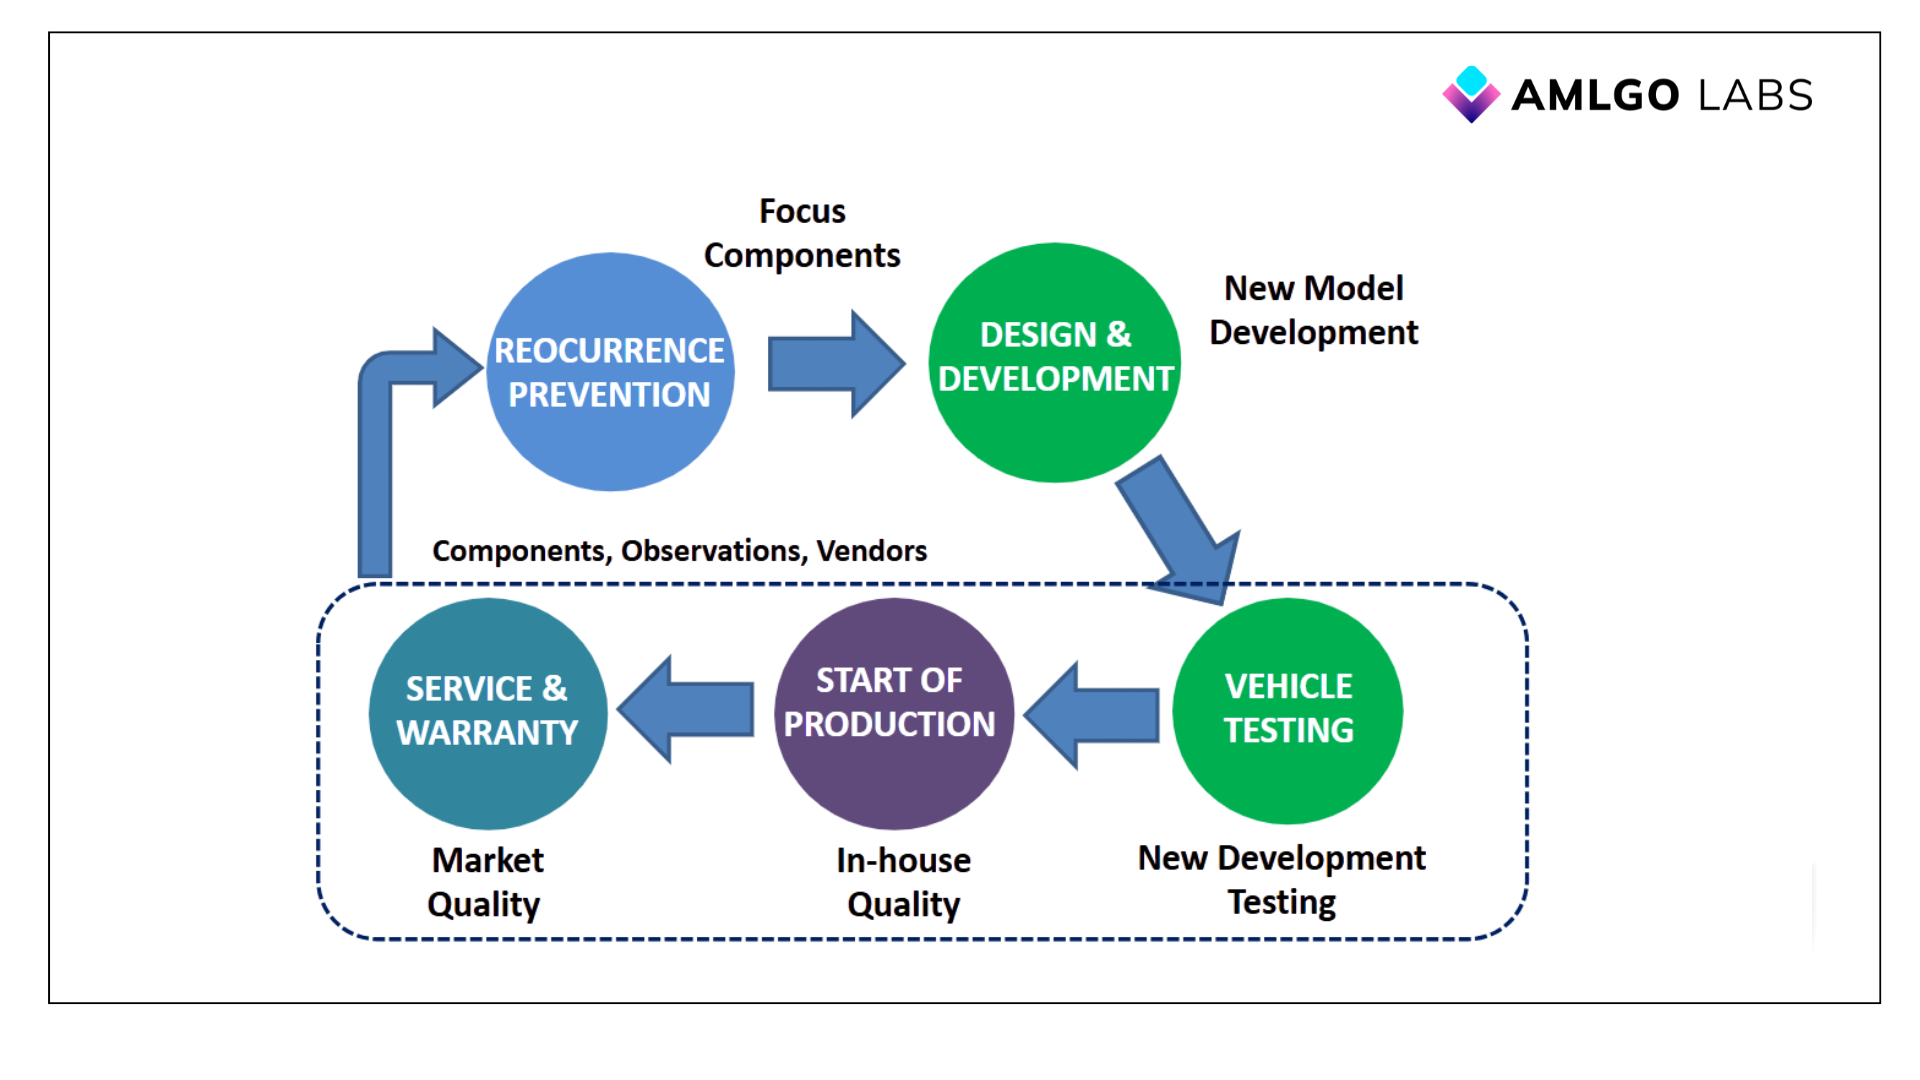 AMLGO LABS
Focus
Components
REOCURRENCE
PREVENTION
DESIGN &
DEVELOPMENT
New Model
Development
Components, Observations, Vendors
SERVICE &
WARRANTY
START OF
PRODUCTION
VEHICLE
TESTING
Market
Quality
In-house
Quality
New Development
Testing